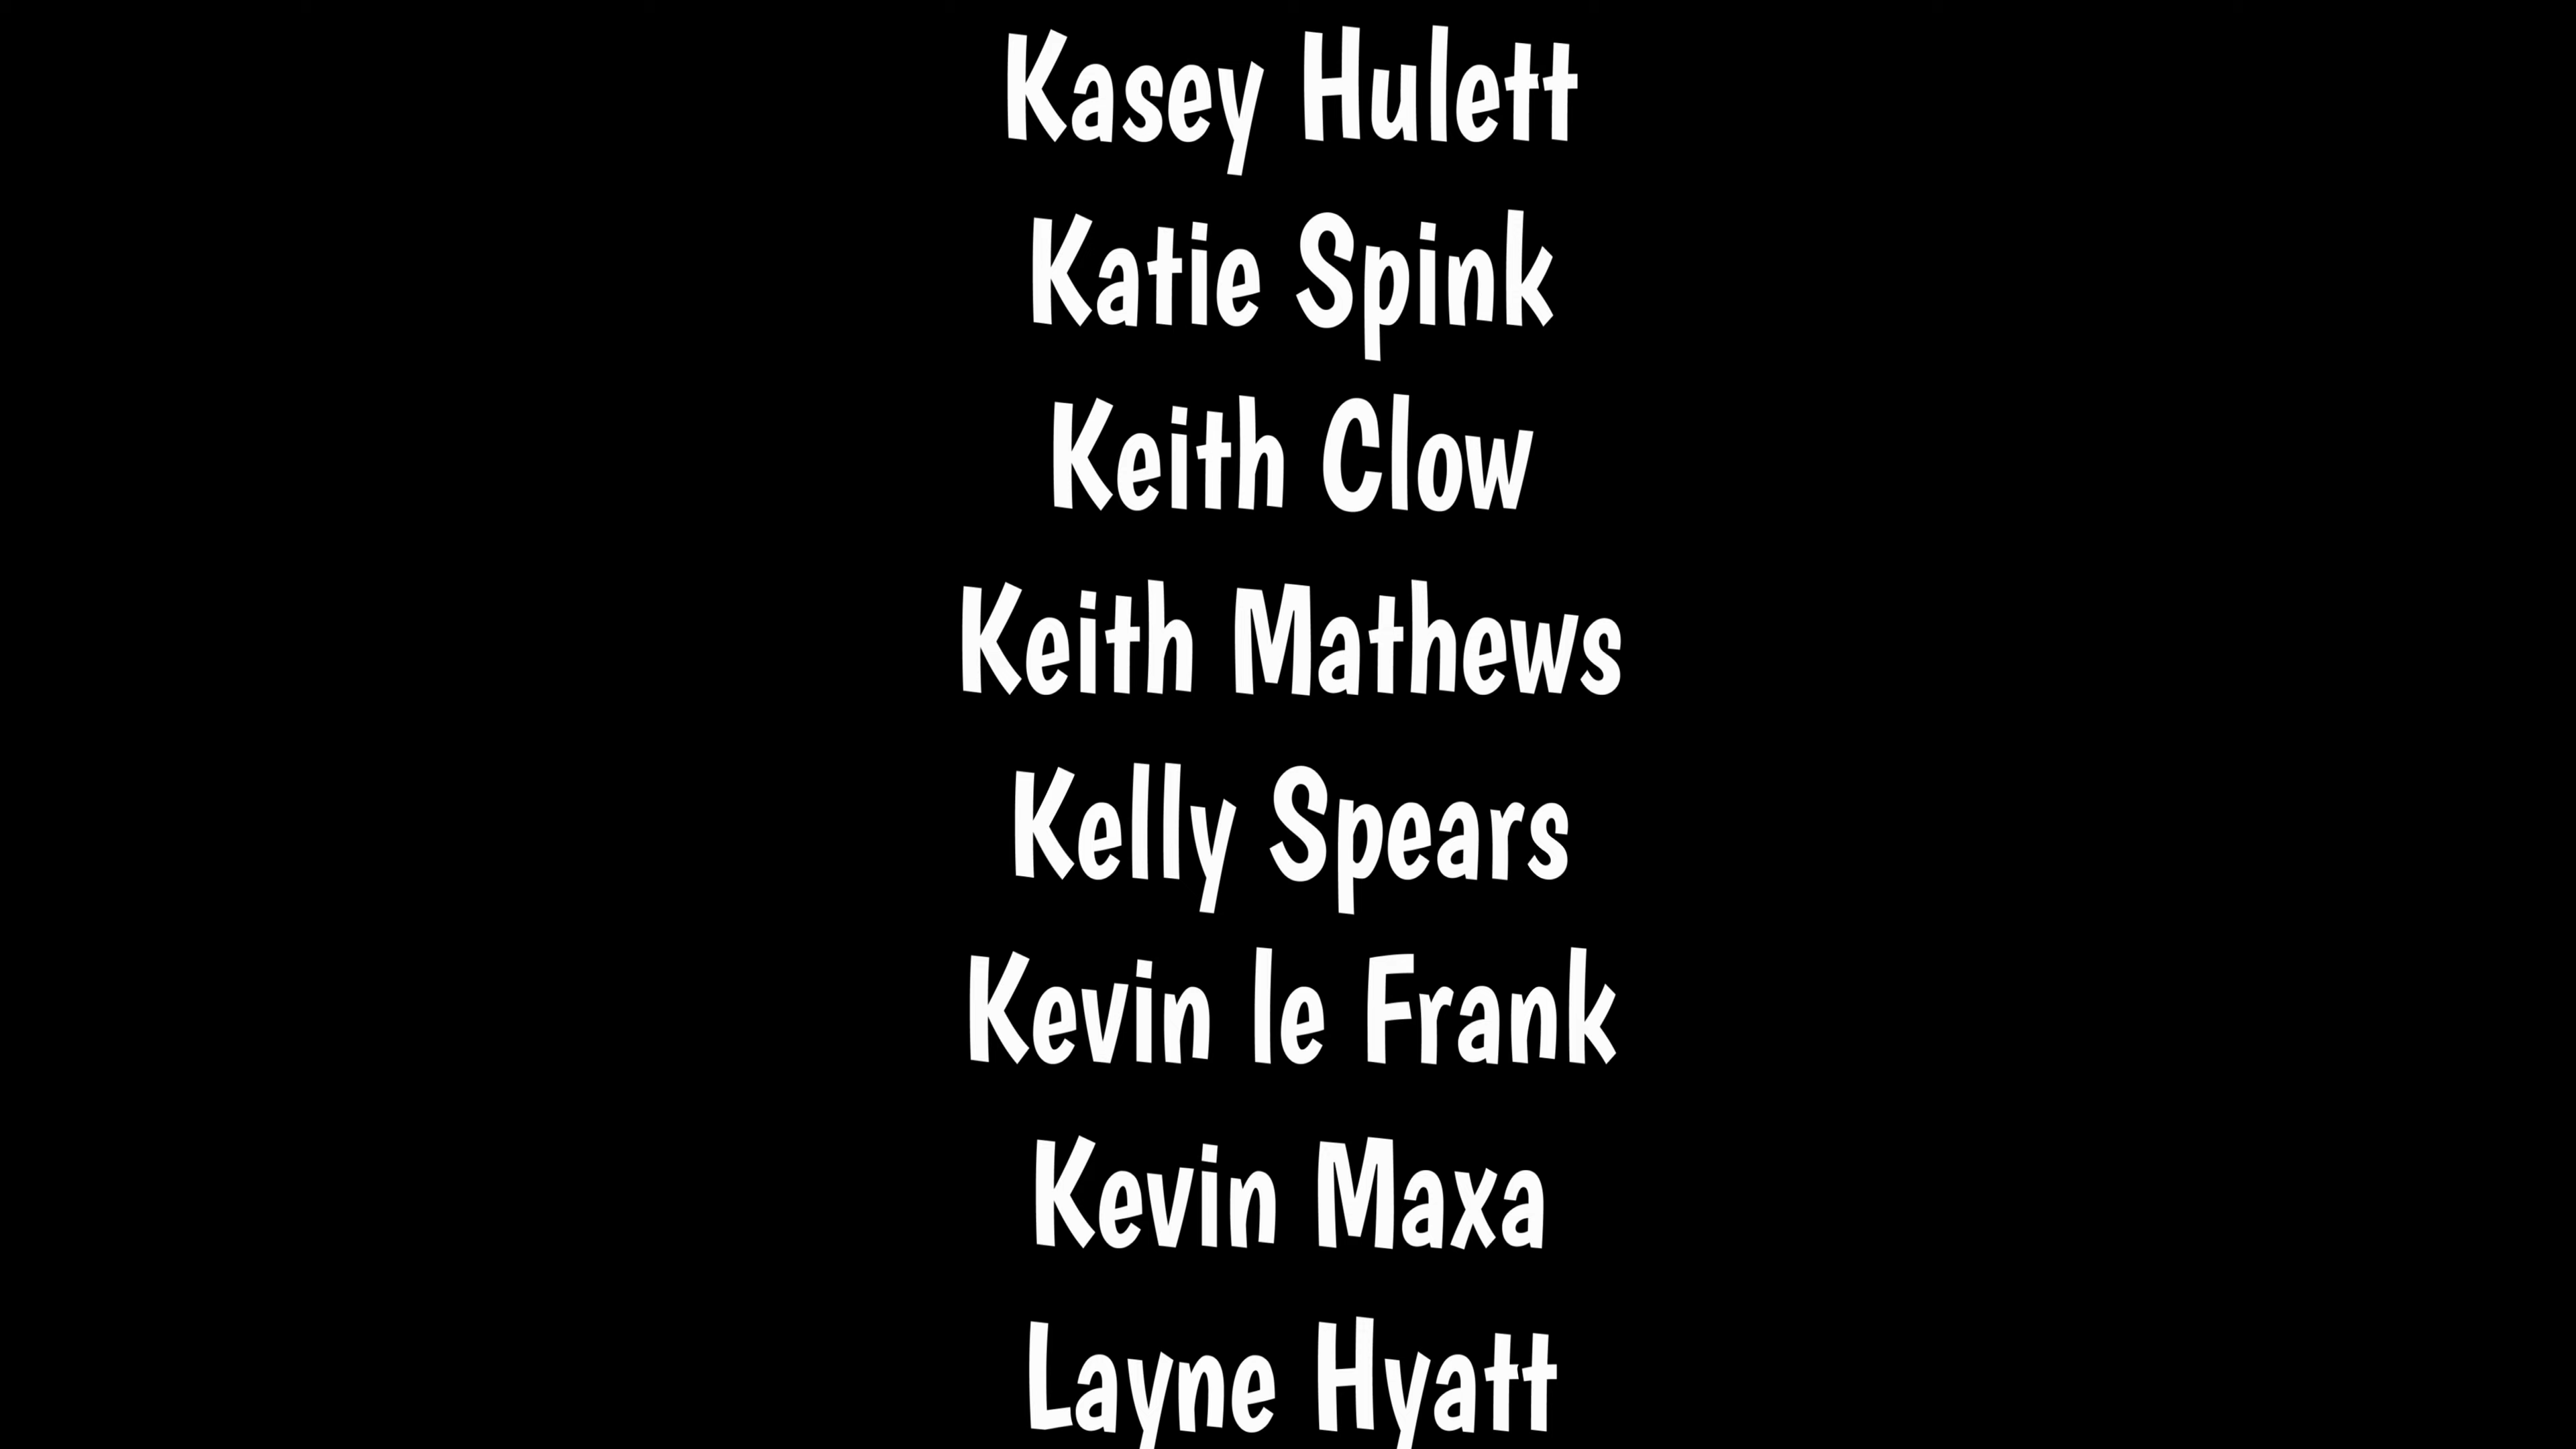 Kasey Hulett
Katie Spink
Keith Clow
Keith Mathews
Kelly Spears
Kevin le Frank
Kevin Maxa
Layne Hyatt